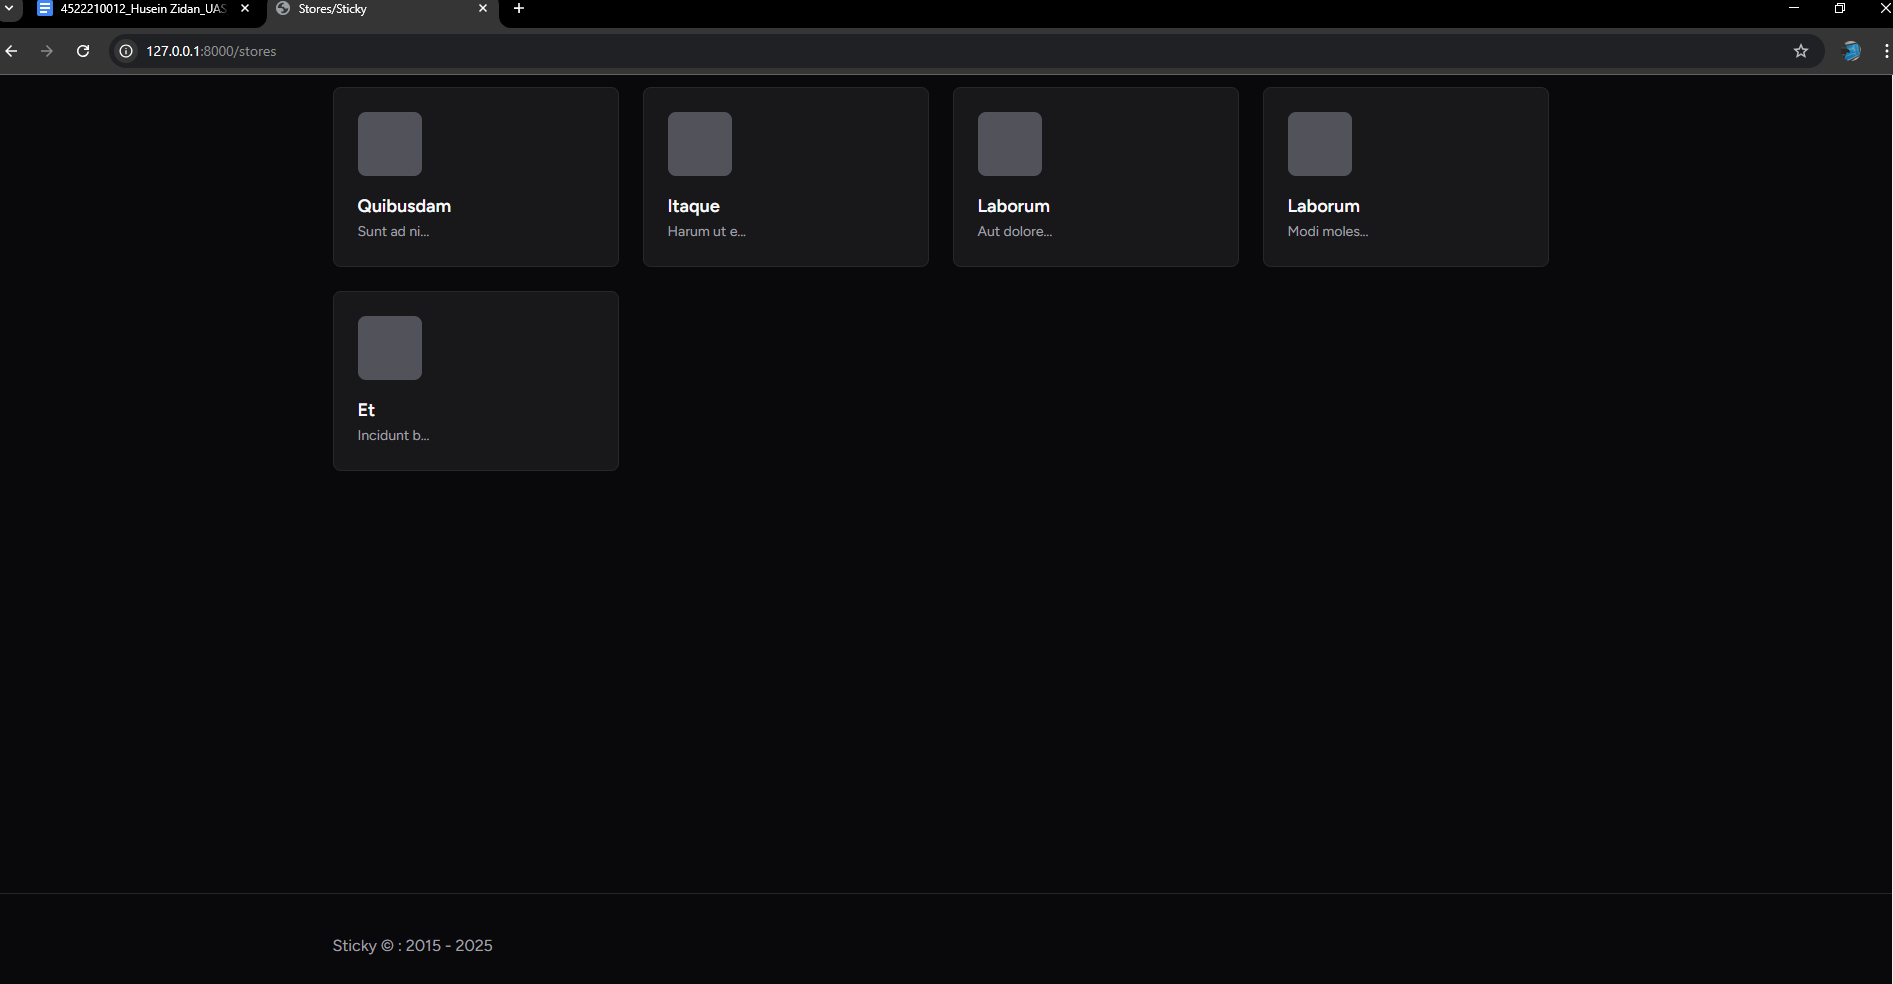 4522210012_Husein Zidan_UAS
Stores/Sticky
127.0.0.1:8000/stores
Quibusdam
Sunt ad ni...
Itaque
Harum ut e...
Laborum
Aut dolore...
Laborum
Modi moles...
Et
Incidunt b...
Sticky © : 2015 - 2025